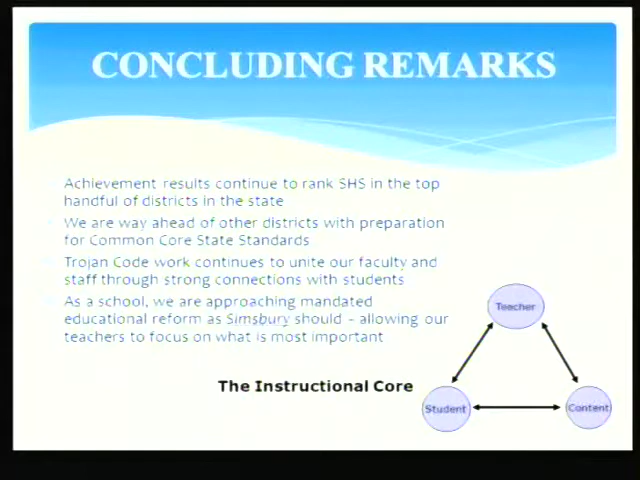 CONCLUDING REMARKS
Achievement results continue to rank SHS in the top
handful of districts in the state
We are way ahead of other districts with preparation
for Common Core State Standards
Trojan Code work continues to unite our faculty and
staff through strong connections with students
As a school, we are approaching mandated
educational reform as Simsbury should – allowing our
teachers to focus on what is most important
Teacher
The Instructional Core
Student
Content